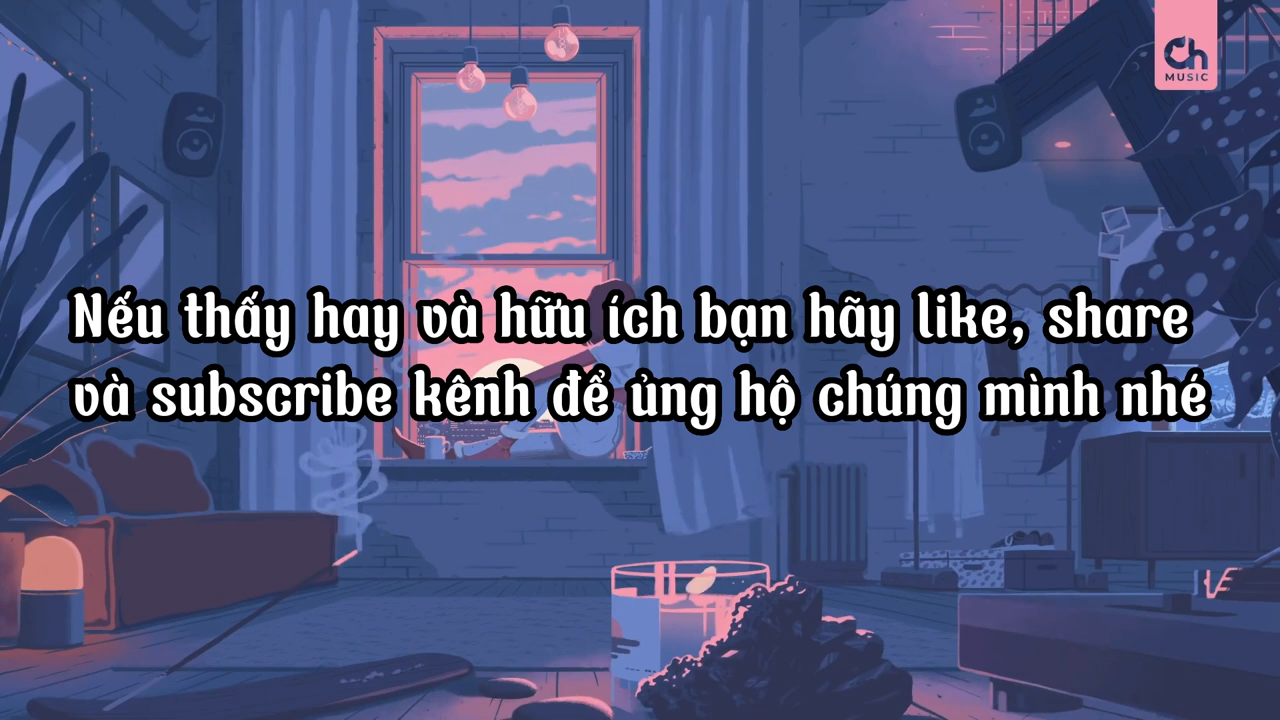 Ch
MUSIC
Nếu thấy hay và hữu ích bạn hãy like, share
và subscribe kênh để ủng hộ chúng mình nhé